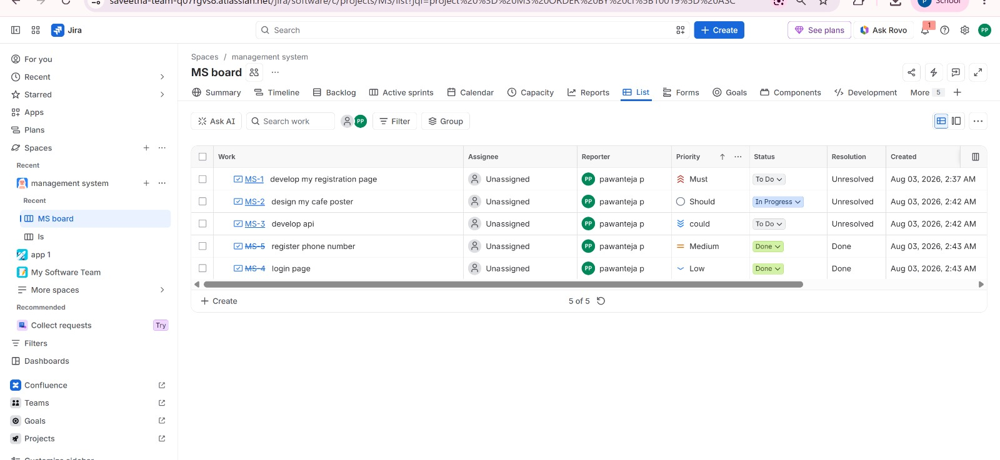 saveetha-team-q07rgvs8.atlassian.net/jira/software/c/projects/MS/list?jql=project%20%3D%20MS%20ORDER%20BY%20cf%5B10019%5D%20ASC
School
Jira
Search
Create
See plans
Ask Rovo
1
PP
For you
Recent
Starred
Apps
Plans
Spaces
Recent
management system
Recent
MS board
ls
app 1
My Software Team
More spaces
Recommended
Collect requests Try
Filters
Dashboards
Confluence
Teams
Goals
Projects
Customize sidebar
Spaces / management system
MS board
Summary Timeline Backlog Active sprints Calendar Capacity Reports List Forms Goals Components Development More 5
Ask AI Search work PP Filter Group
Work Assignee Reporter Priority Status Resolution Created
MS-1 develop my registration page Unassigned PP pawanteja p Must To Do Unresolved Aug 03, 2026, 2:37 AM
MS-2 design my cafe poster Unassigned PP pawanteja p Should In Progress Unresolved Aug 03, 2026, 2:42 AM
MS-3 develop api Unassigned PP pawanteja p could To Do Unresolved Aug 03, 2026, 2:42 AM
MS-5 register phone number Unassigned PP pawanteja p Medium Done Done Aug 03, 2026, 2:43 AM
MS-4 login page Unassigned PP pawanteja p Low Done Done Aug 03, 2026, 2:43 AM
Create
5 of 5